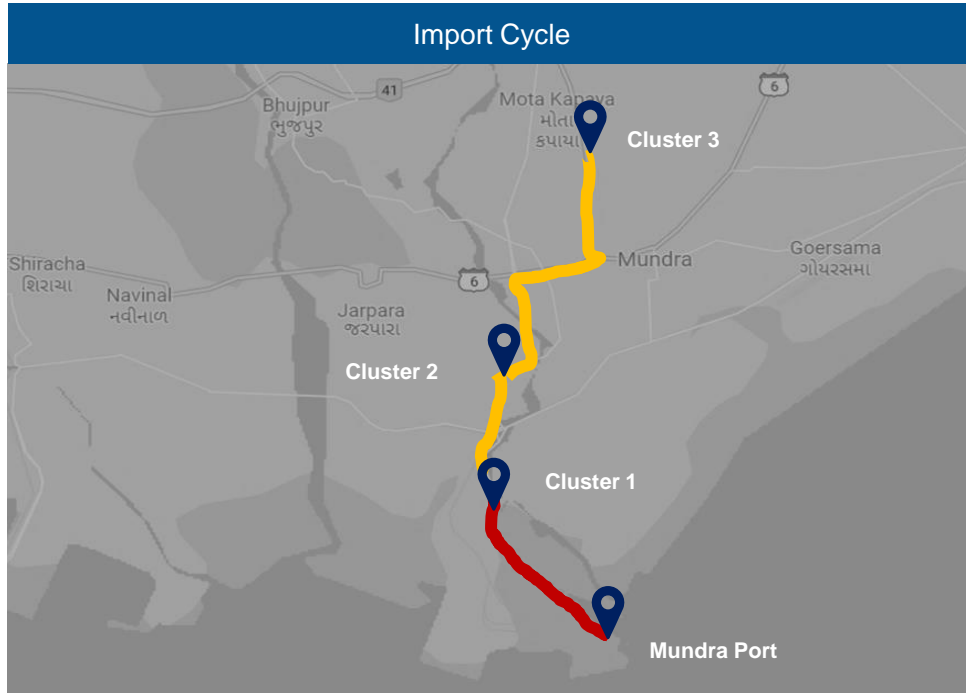 Import Cycle
41
6
Bhujpur
ભુજપુર
Mota Kapaya
મોતા
કપાયા
Cluster 3
Shiracha
શિરાચા
Navinal
નવીનાળ
6
Mundra
Goersama
ગોયરસમા
Jarpara
જરપારા
Cluster 2
Cluster 1
Mundra Port